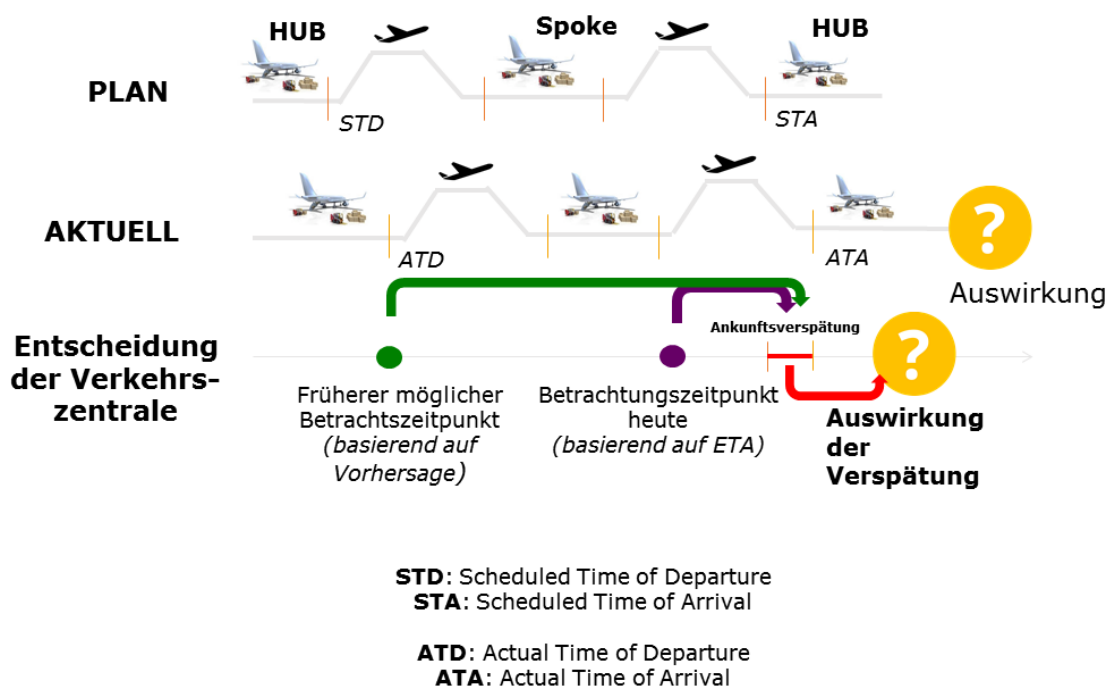 HUB
Spoke
HUB
PLAN
STD
STA
AKTUELL
ATD
ATA
?
Auswirkung
Ankunftsverspätung
Entscheidung
der Verkehrs-
zentrale
?
Früherer möglicher
Betrachtszeitpunkt
(basierend auf
Vorhersage)
Betrachtungszeitpunkt
heute
(basierend auf ETA)
Auswirkung
der
Verspätung
STD: Scheduled Time of Departure
STA: Scheduled Time of Arrival
ATD: Actual Time of Departure
ATA: Actual Time of Arrival